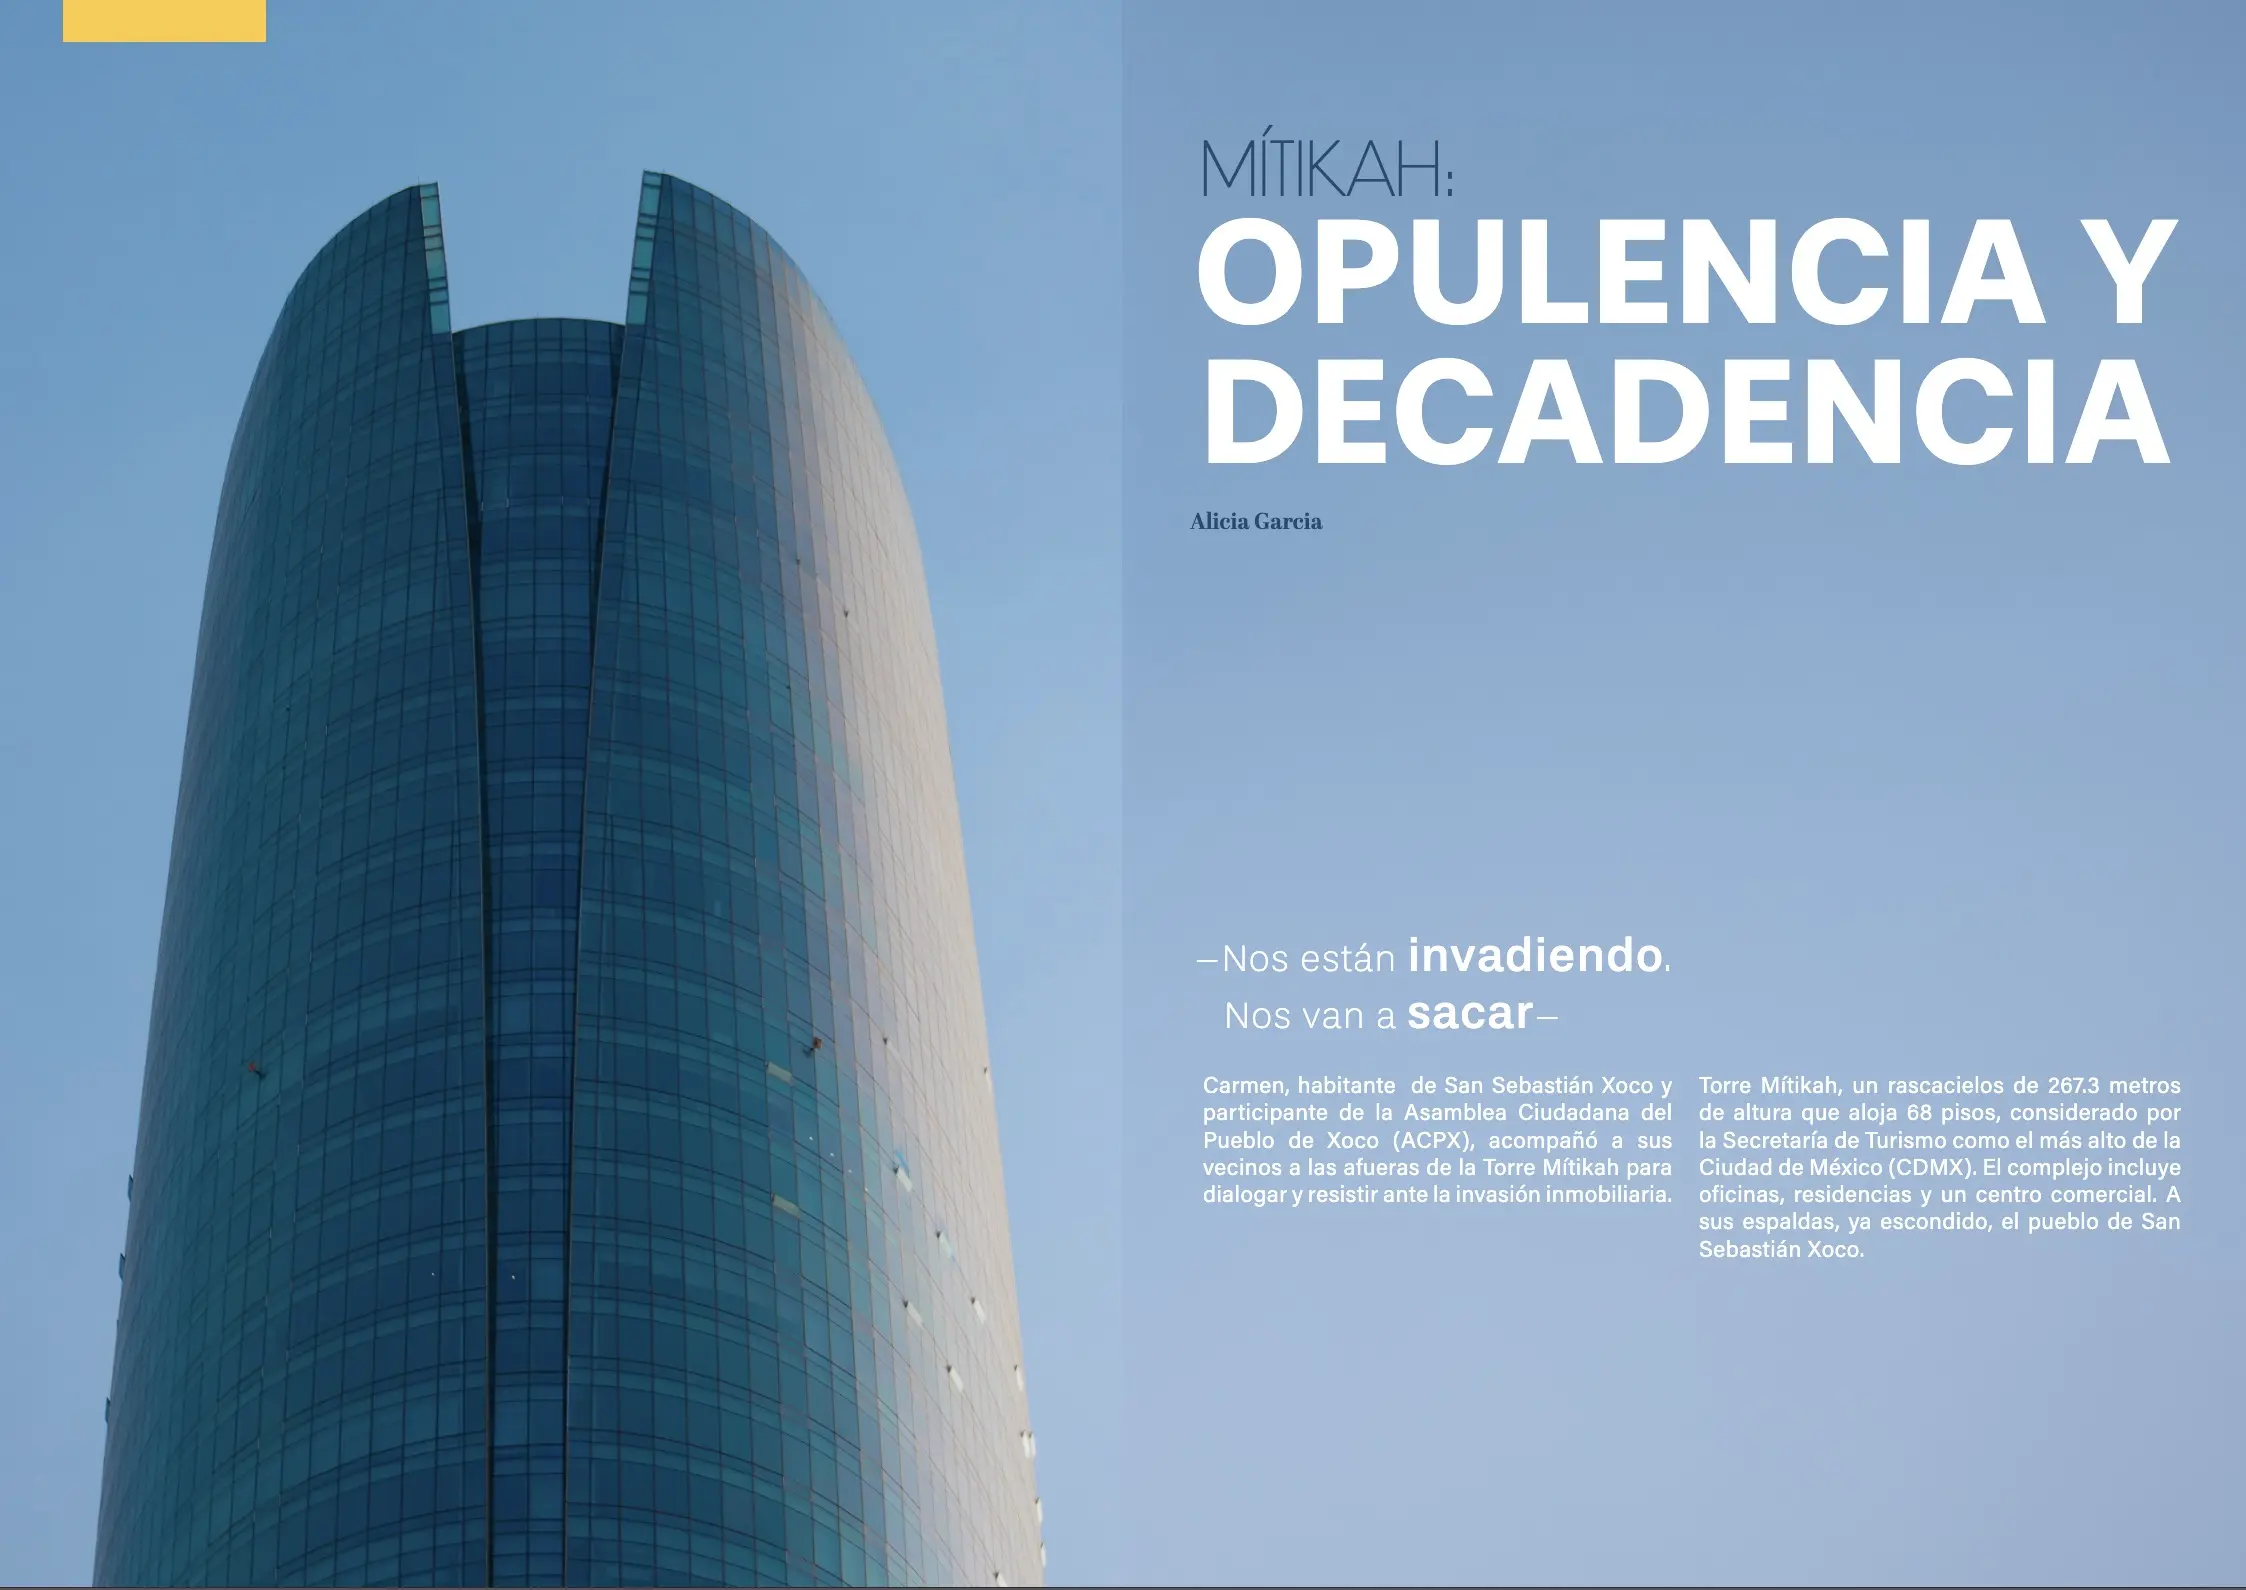 MÍTIKAH:
OPULENCIA Y
DECADENCIA
Alicia Garcia
—Nos están invadiendo.
Nos van a sacar—
Carmen, habitante de San Sebastián Xoco y
participante de la Asamblea Ciudadana del
Pueblo de Xoco (ACPX), acompañó a sus
vecinos a las afueras de la Torre Mítikah para
dialogar y resistir ante la invasión inmobiliaria.
Torre Mítikah, un rascacielos de 267.3 metros
de altura que aloja 68 pisos, considerado por
la Secretaría de Turismo como el más alto de la
Ciudad de México (CDMX). El complejo incluye
oficinas, residencias y un centro comercial. A
sus espaldas, ya escondido, el pueblo de San
Sebastián Xoco.